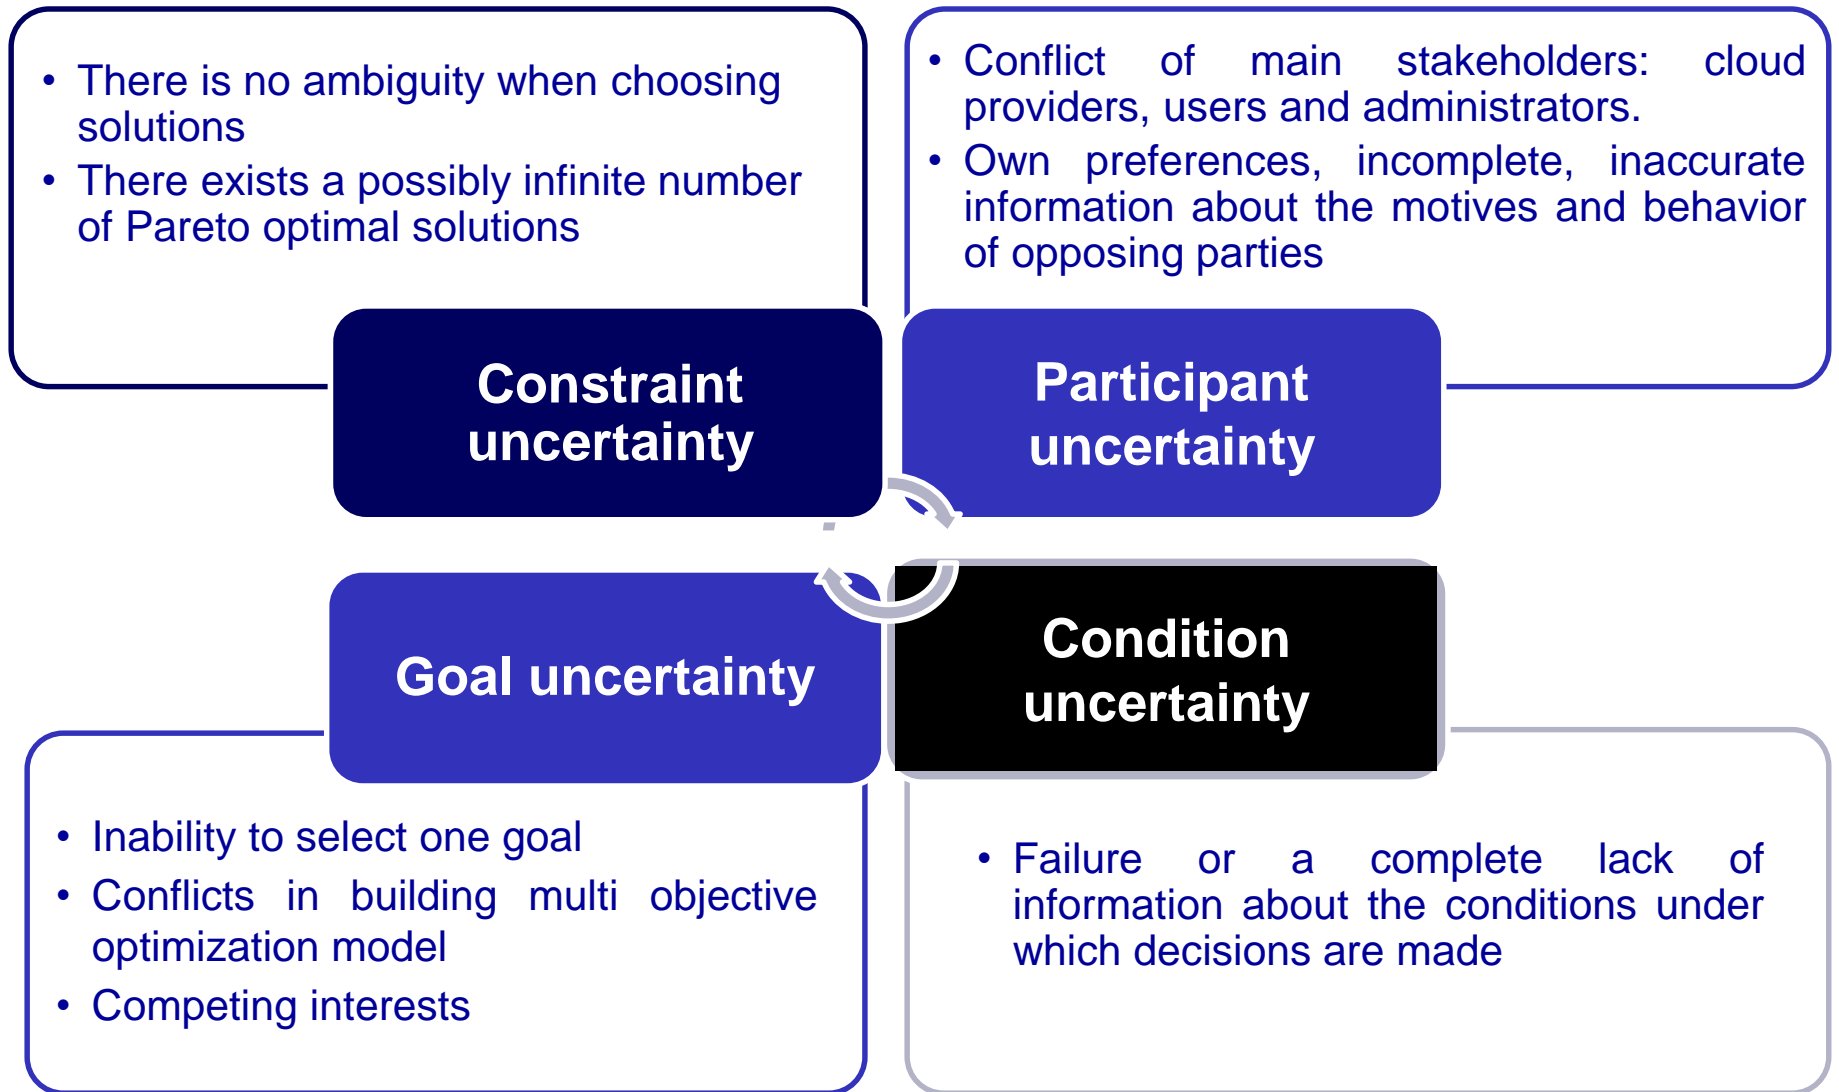 • There is no ambiguity when choosing
solutions
• There exists a possibly infinite number
of Pareto optimal solutions
• Conflict of main stakeholders: cloud
providers, users and administrators.
• Own preferences, incomplete, inaccurate
information about the motives and behavior
of opposing parties
Constraint
uncertainty
Participant
uncertainty
Goal uncertainty
Condition
uncertainty
• Inability to select one goal
• Conflicts in building multi objective
optimization model
• Competing interests
• Failure or a complete lack of
information about the conditions under
which decisions are made